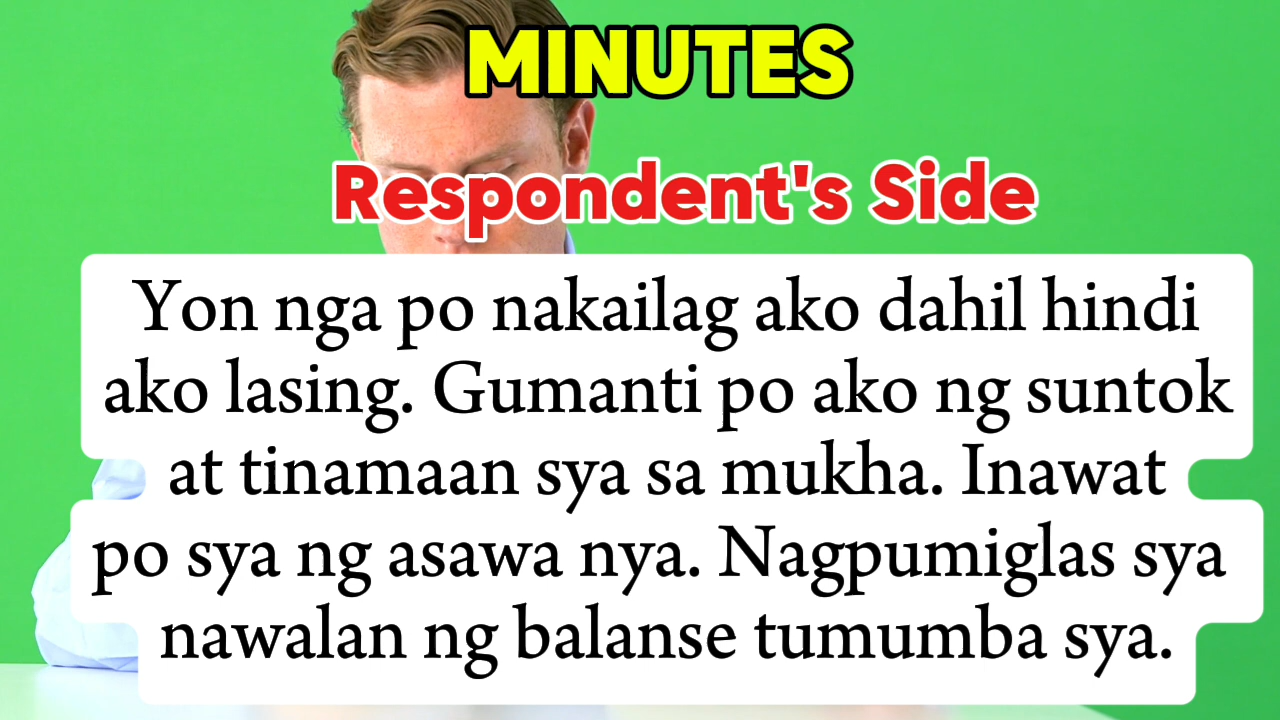 MINUTES
Respondent's Side
Yon nga po nakailag ako dahil hindi
ako lasing. Gumanti po ako ng suntok
at tinamaan sya sa mukha. Inawat
po sya ng asawa nya. Nagpumiglas sya
nawalan ng balanse tumumba sya.